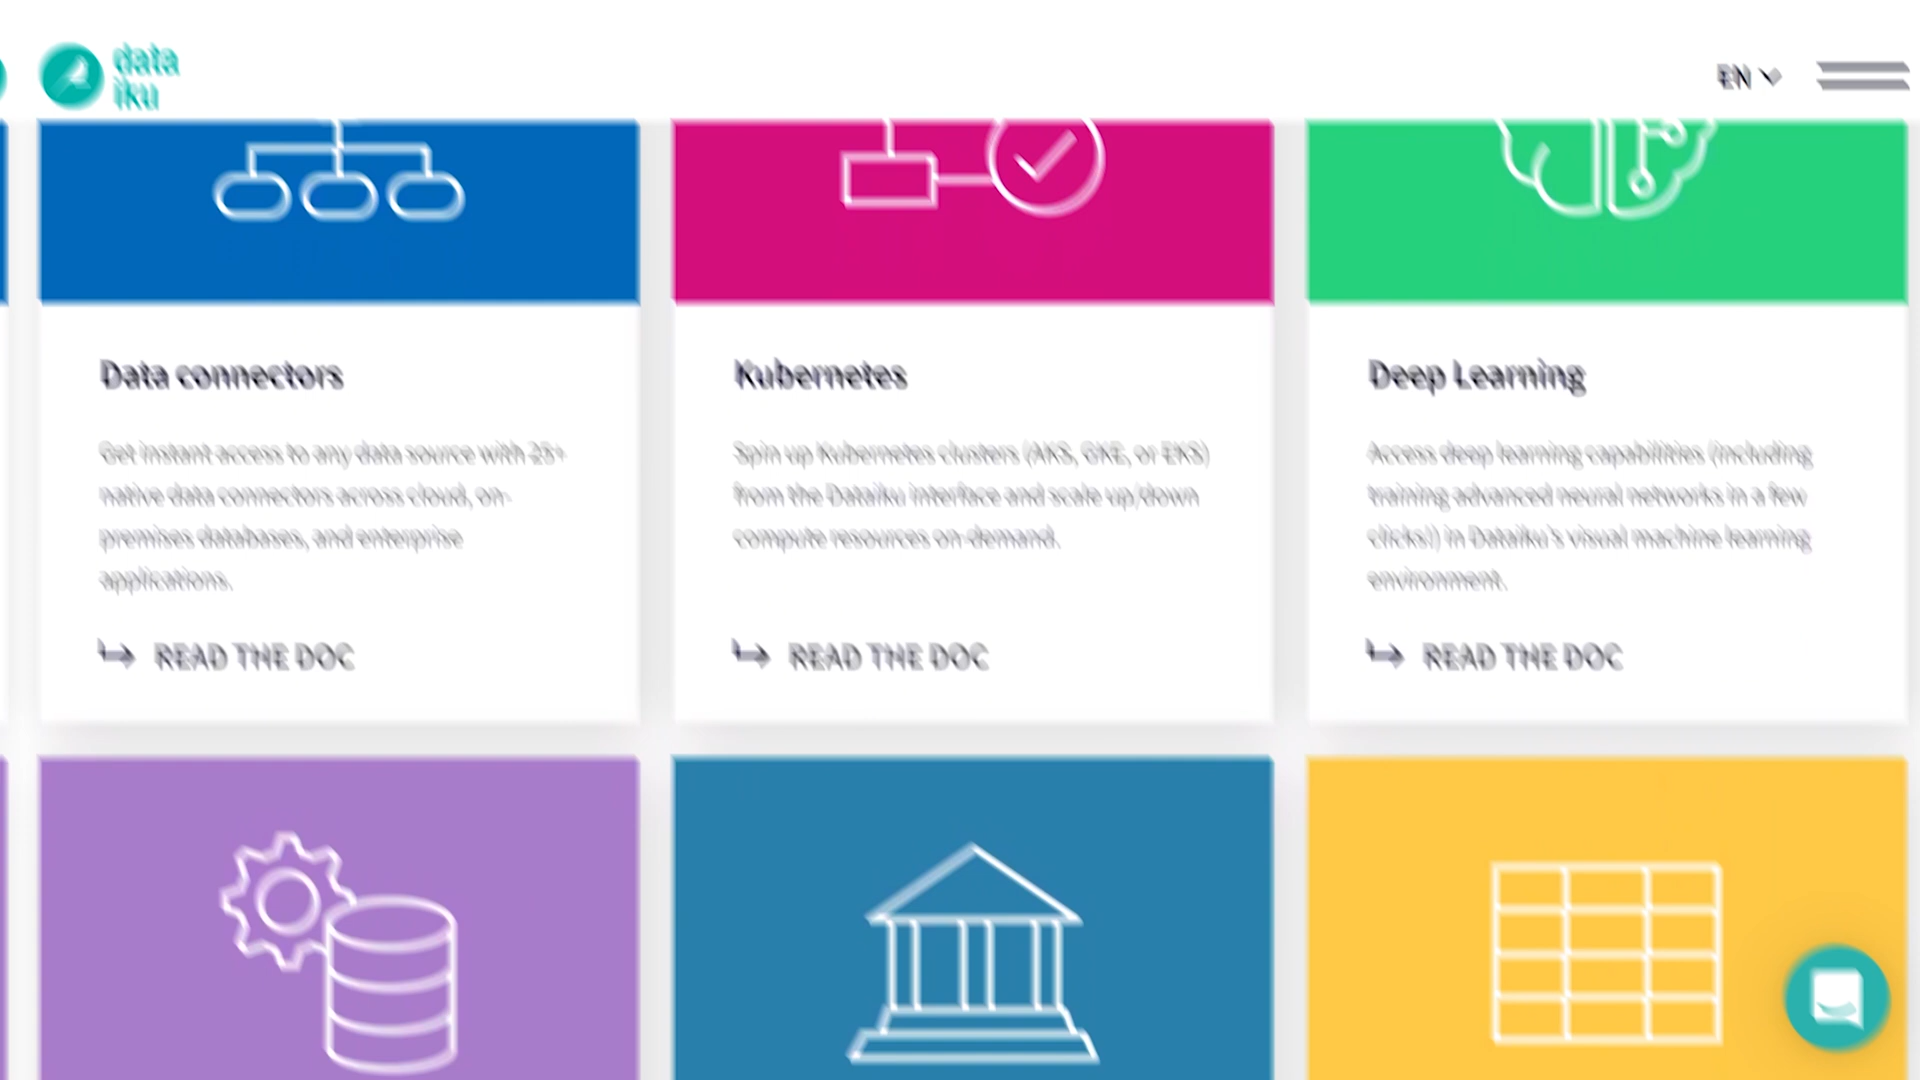 data
iku
EN
Data connectors
Get instant access to any data source with 25+
native data connectors across cloud, on-
premises databases, and enterprise
applications.
READ THE DOC
Kubernetes
Spin up Kubernetes clusters (AKS, GKE, or EKS)
from the Dataiku interface and scale up/down
compute resources on-demand.
READ THE DOC
Deep Learning
Access deep learning capabilities (including
training advanced neural networks in a few
clicks!) in Dataiku's visual machine learning
environment.
READ THE DOC